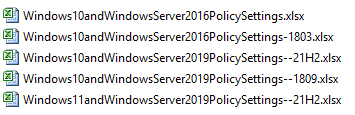 Windows10andWindowsServer2016PolicySettings.xlsx
Windows10andWindowsServer2016PolicySettings-1803.xlsx
Windows10andWindowsServer2019PolicySettings--21H2.xlsx
Windows10andWindowsServer2019PolicySettings--1809.xlsx
Windows11andWindowsServer2019PolicySettings--21H2.xlsx